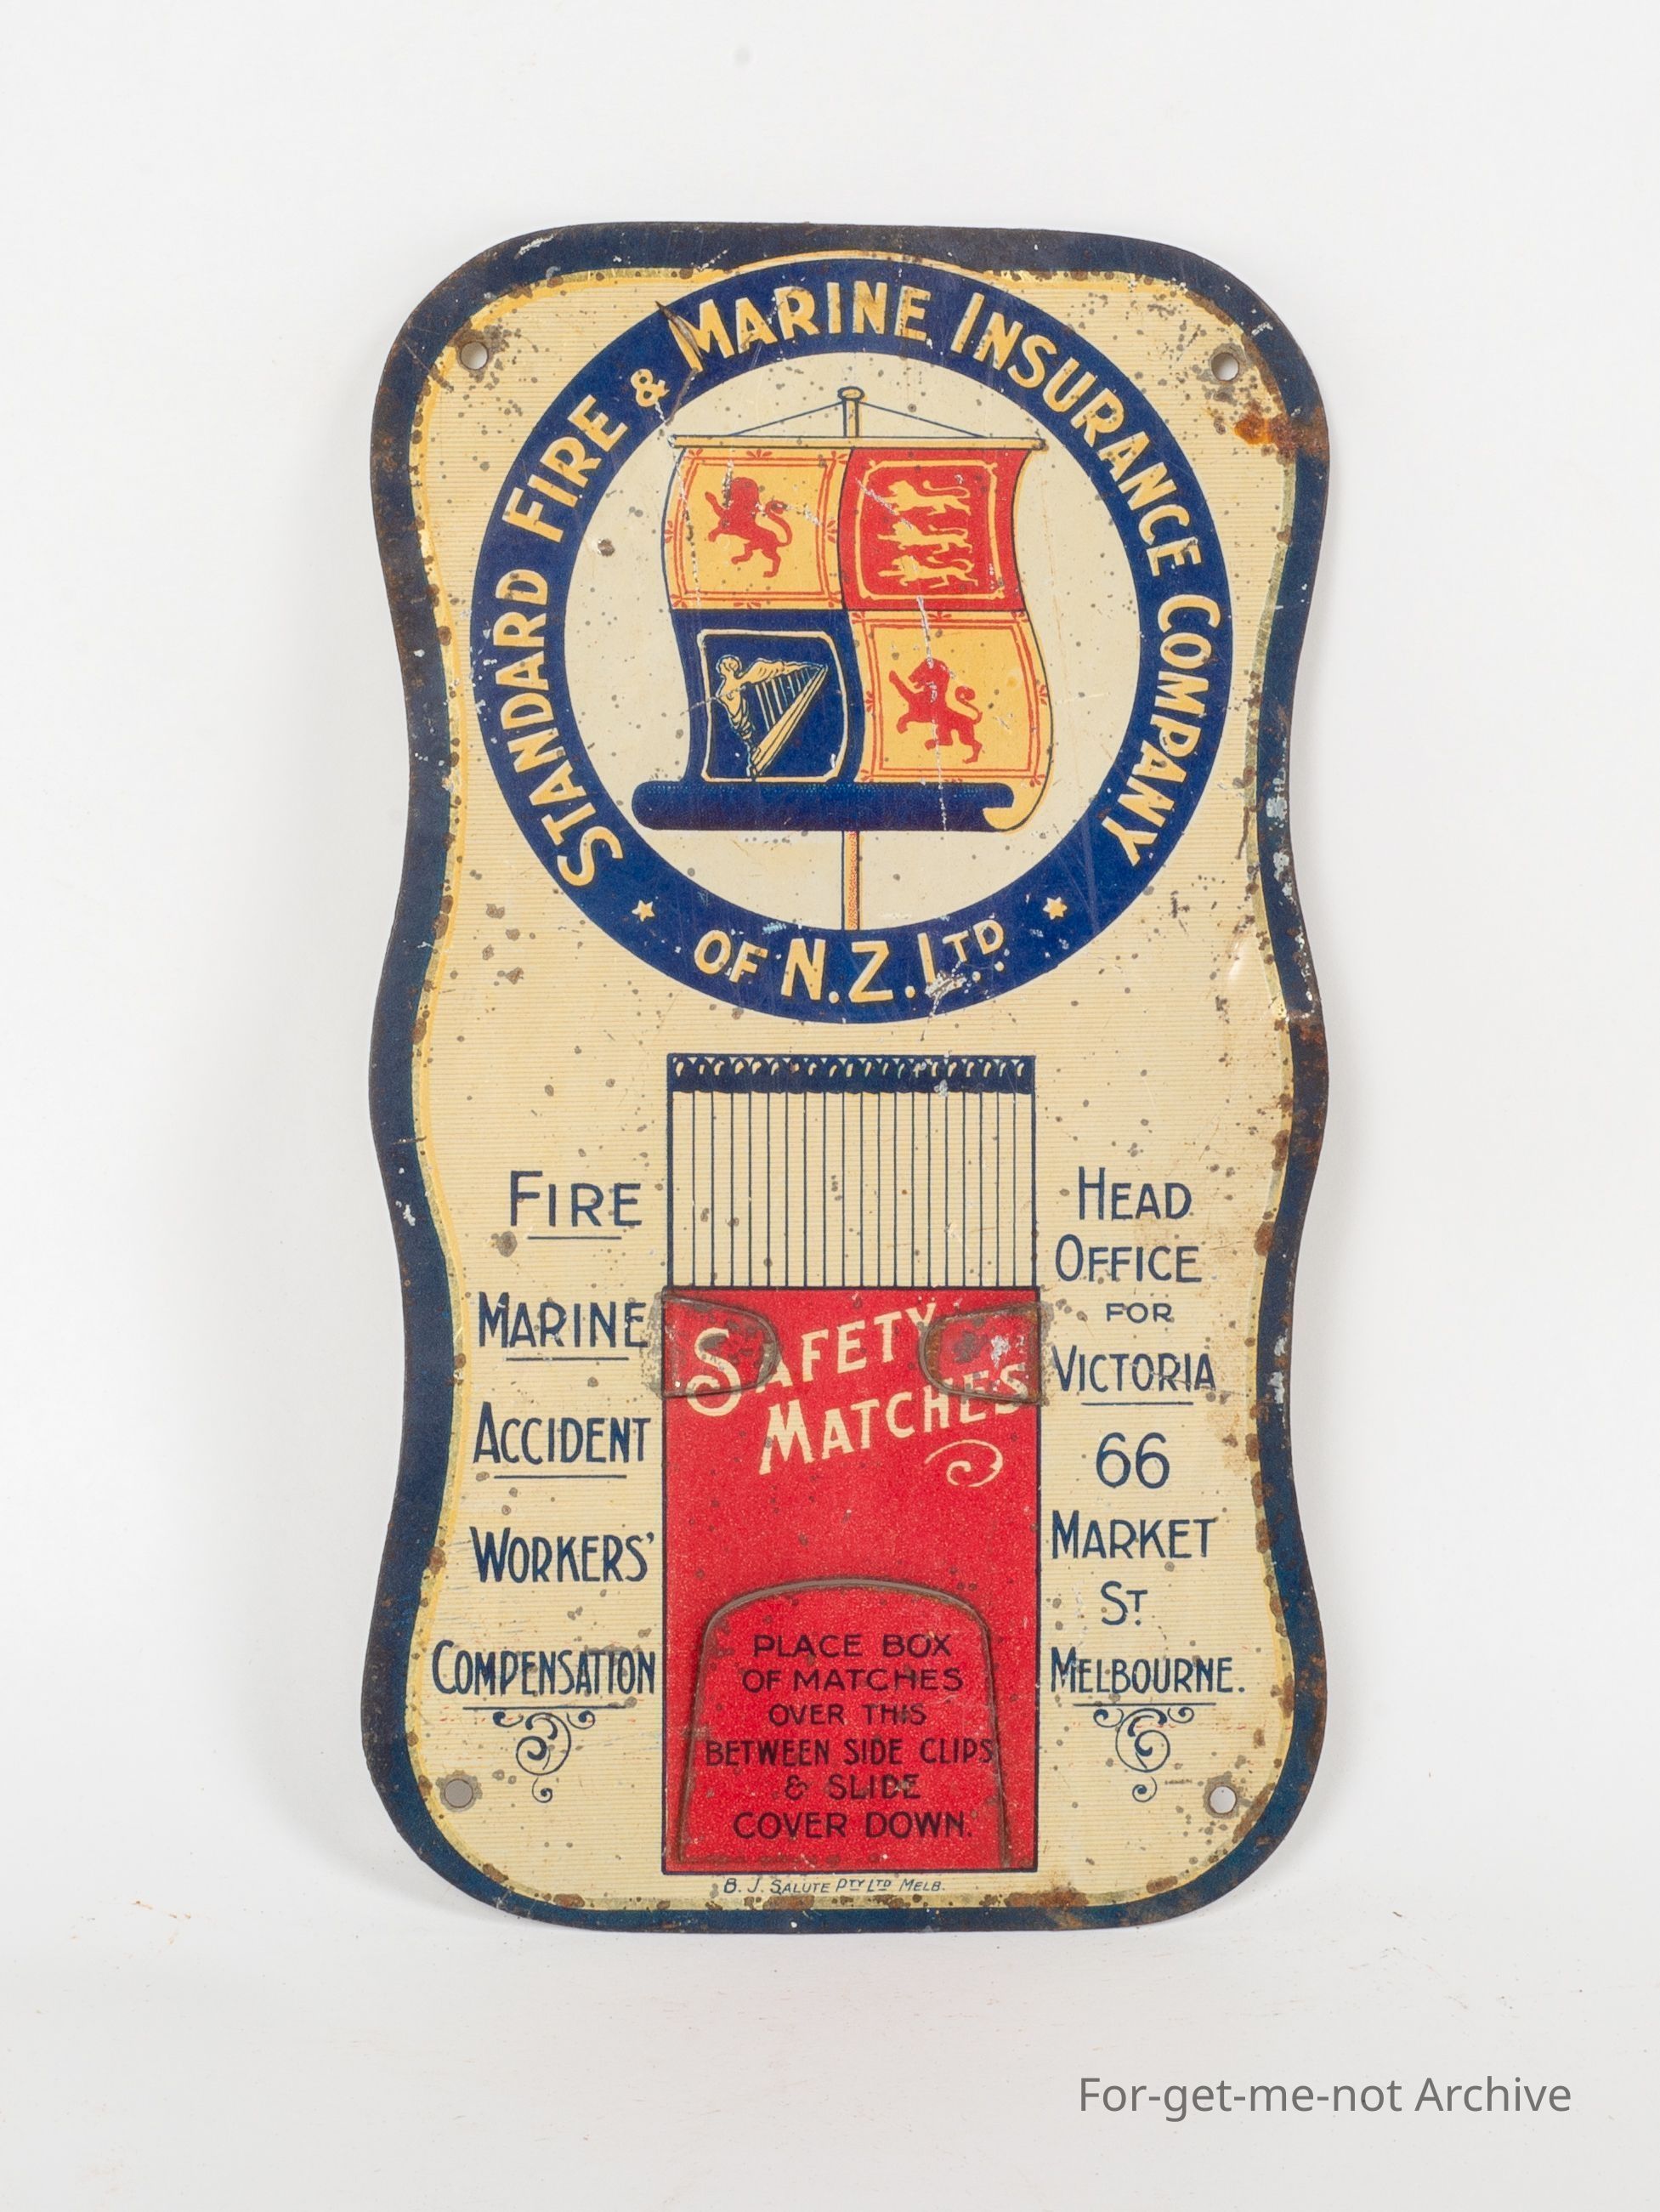 STANDARD FIRE & MARINE INSURANCE COMPANY
OF N.Z. LTD.
FIRE
MARINE
ACCIDENT
WORKERS'
COMPENSATION
SAFETY
MATCHES
PLACE BOX
OF MATCHES
OVER THIS
BETWEEN SIDE CLIPS
& SLIDE
COVER DOWN.
HEAD
OFFICE
FOR
VICTORIA
66
MARKET
ST
MELBOURNE.
B. J. SALUTE PTY LTD MELB.
For-get-me-not Archive